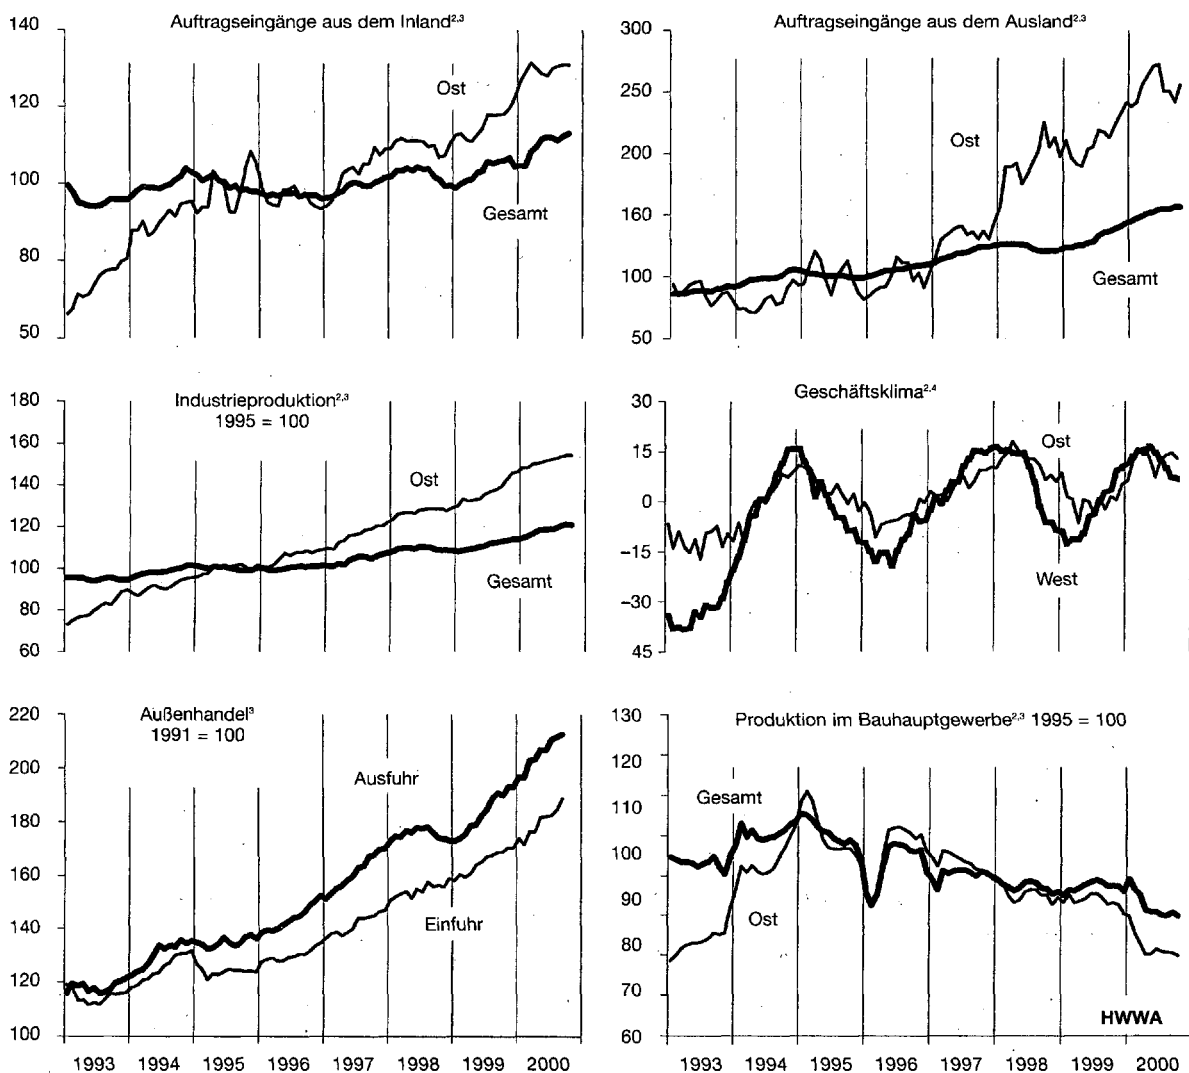 Auftragseingänge aus dem Inland²,³
140
120
100
80
50
Ost
Gesamt
Auftragseingänge aus dem Ausland²,³
300
250
200
160
100
50
Ost
Gesamt
Industrieproduktion²,³
1995 = 100
180
160
140
120
100
80
60
Ost
Gesamt
Geschäftsklima²,⁴
30
15
0
−15
−30
45
Ost
West
Außenhandel³
1991 = 100
220
200
180
160
140
120
100
Ausfuhr
Einfuhr
1993 1994 1995 1996 1997 1998 1999 2000
Produktion im Bauhauptgewerbe²,³ 1995 = 100
130
120
110
100
90
80
70
60
Gesamt
Ost
HWWA
1993 1994 1995 1996 1997 1998 1999 2000